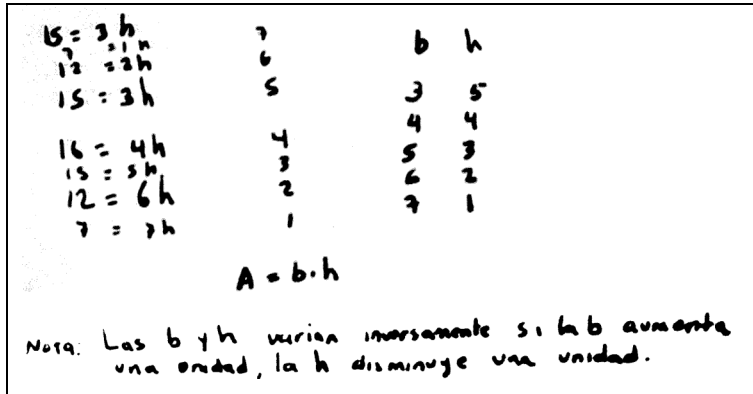 15 = 3h 7
7 = 1h
12 = 2h 6
15 = 3h 5
b h
3 5
4 4
5 3
6 2
7 1
16 = 4h 4
15 = 5h 3
12 = 6h 2
7 = 7h 1
A = b·h
Nota: Las b y h varian inversamente si la b aumenta
una unidad, la h disminuye una unidad.